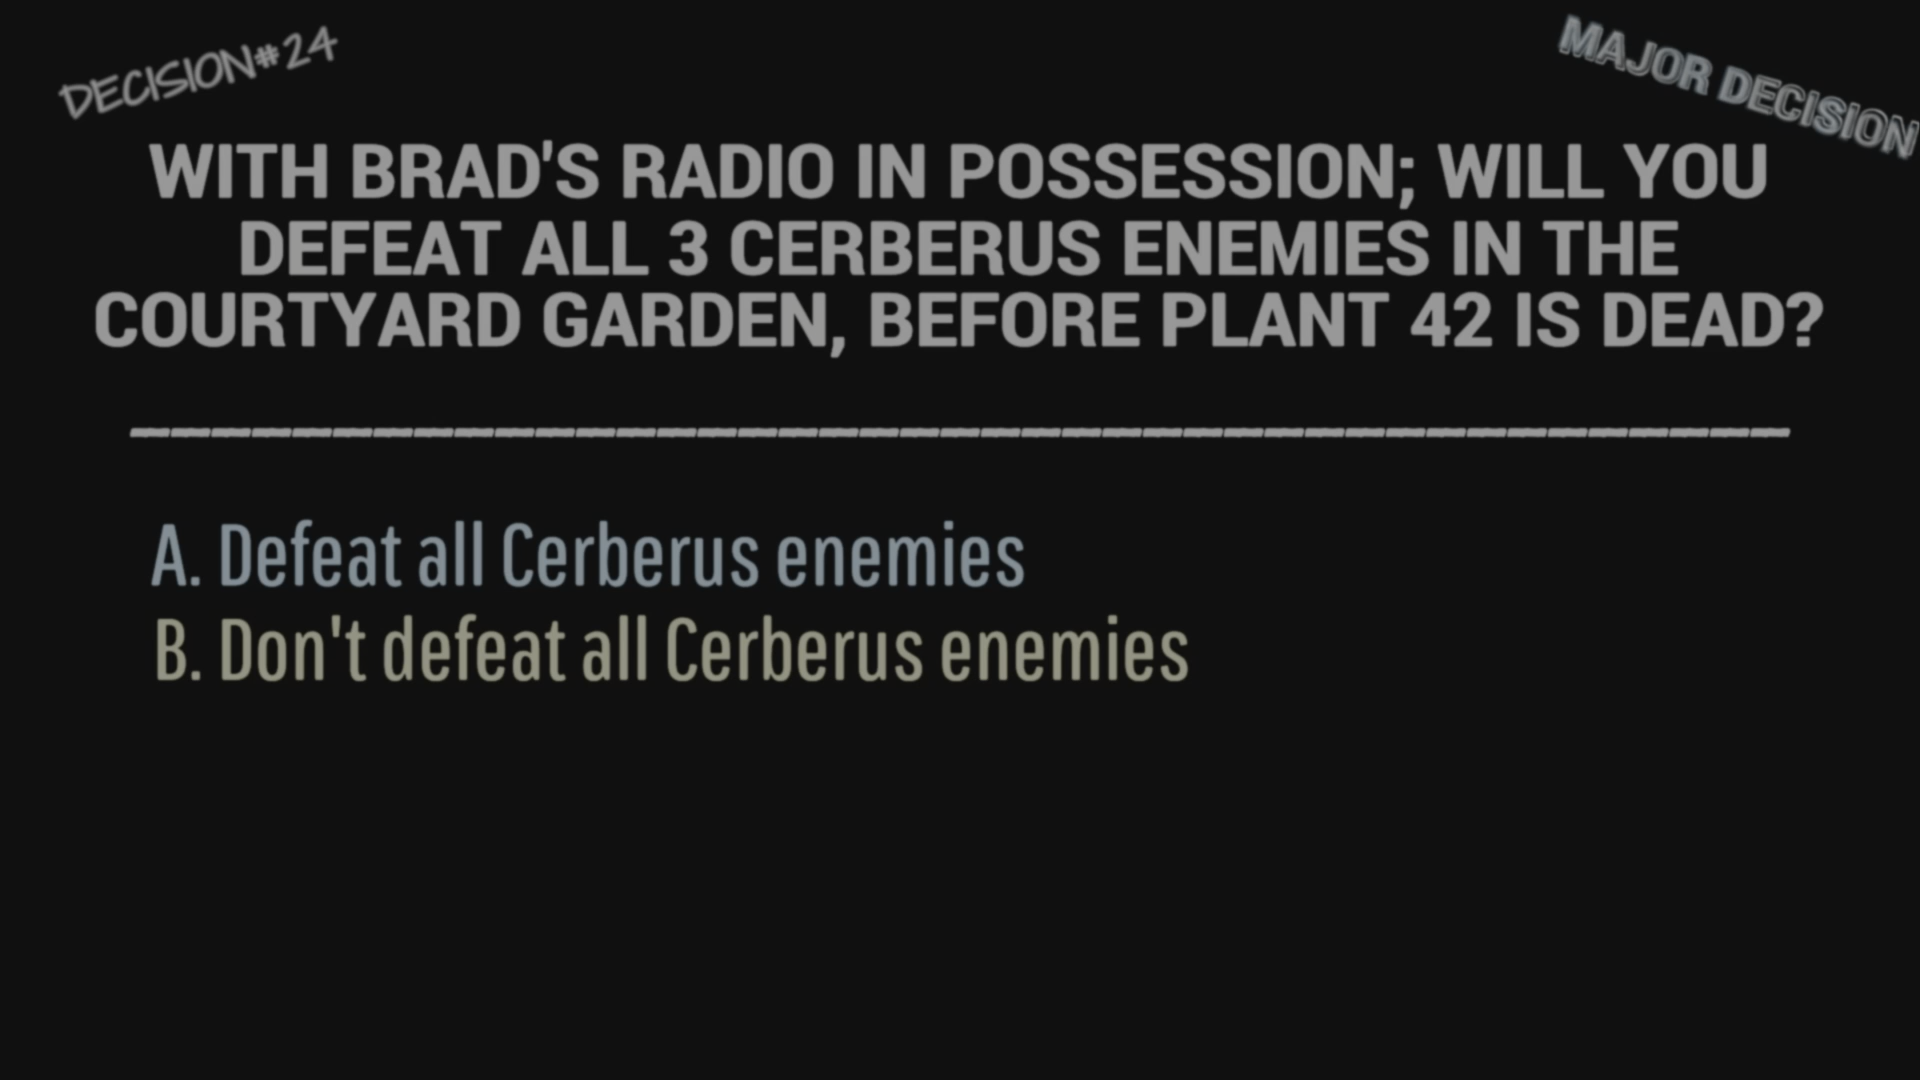 DECISION#24
MAJOR DECISION
WITH BRAD'S RADIO IN POSSESSION; WILL YOU
DEFEAT ALL 3 CERBERUS ENEMIES IN THE
COURTYARD GARDEN, BEFORE PLANT 42 IS DEAD?
A. Defeat all Cerberus enemies
B. Don't defeat all Cerberus enemies